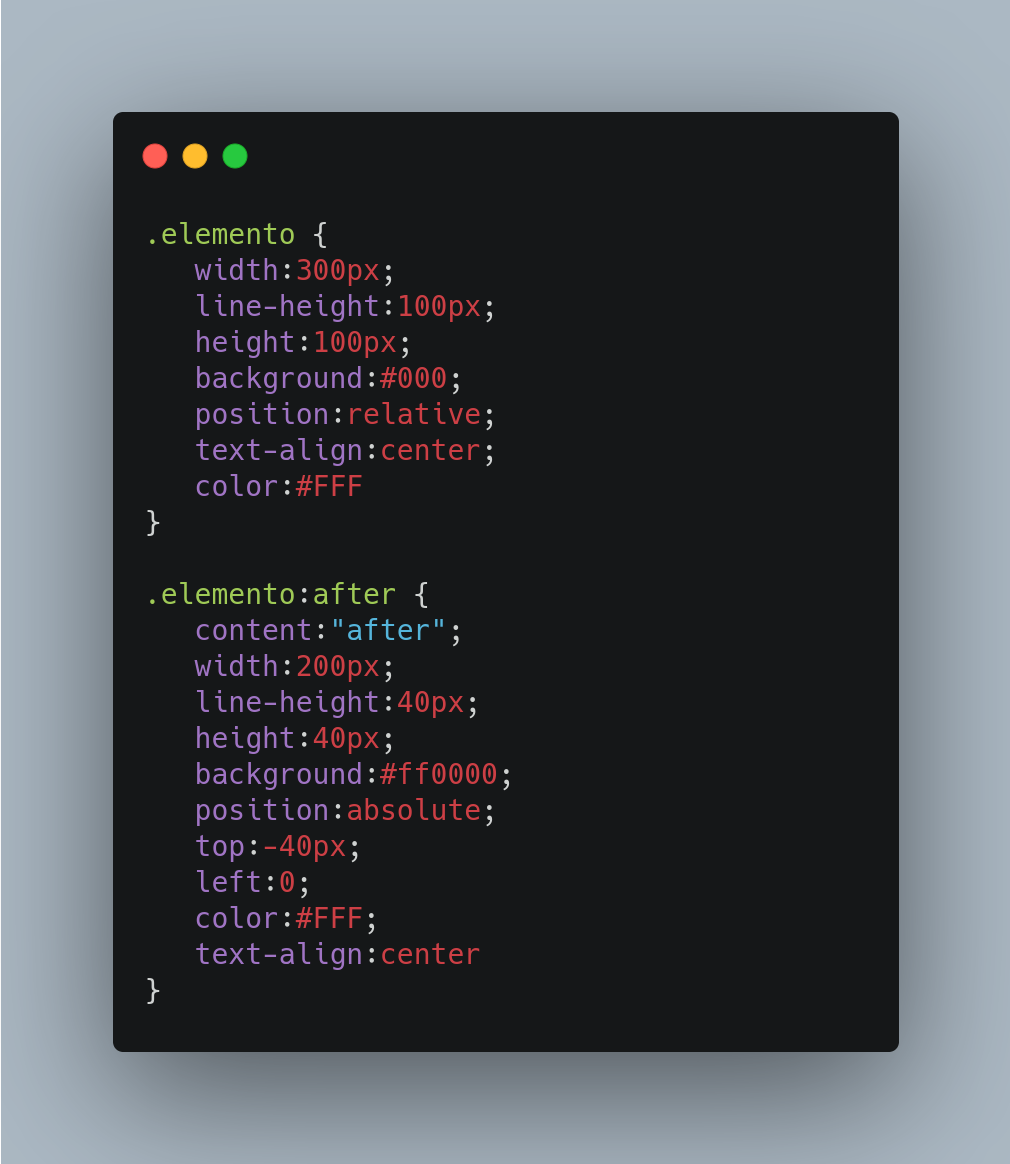 .elemento {
   width:300px;
   line-height:100px;
   height:100px;
   background:#000;
   position:relative;
   text-align:center;
   color:#FFF
}

.elemento:after {
   content:"after";
   width:200px;
   line-height:40px;
   height:40px;
   background:#ff0000;
   position:absolute;
   top:-40px;
   left:0;
   color:#FFF;
   text-align:center
}